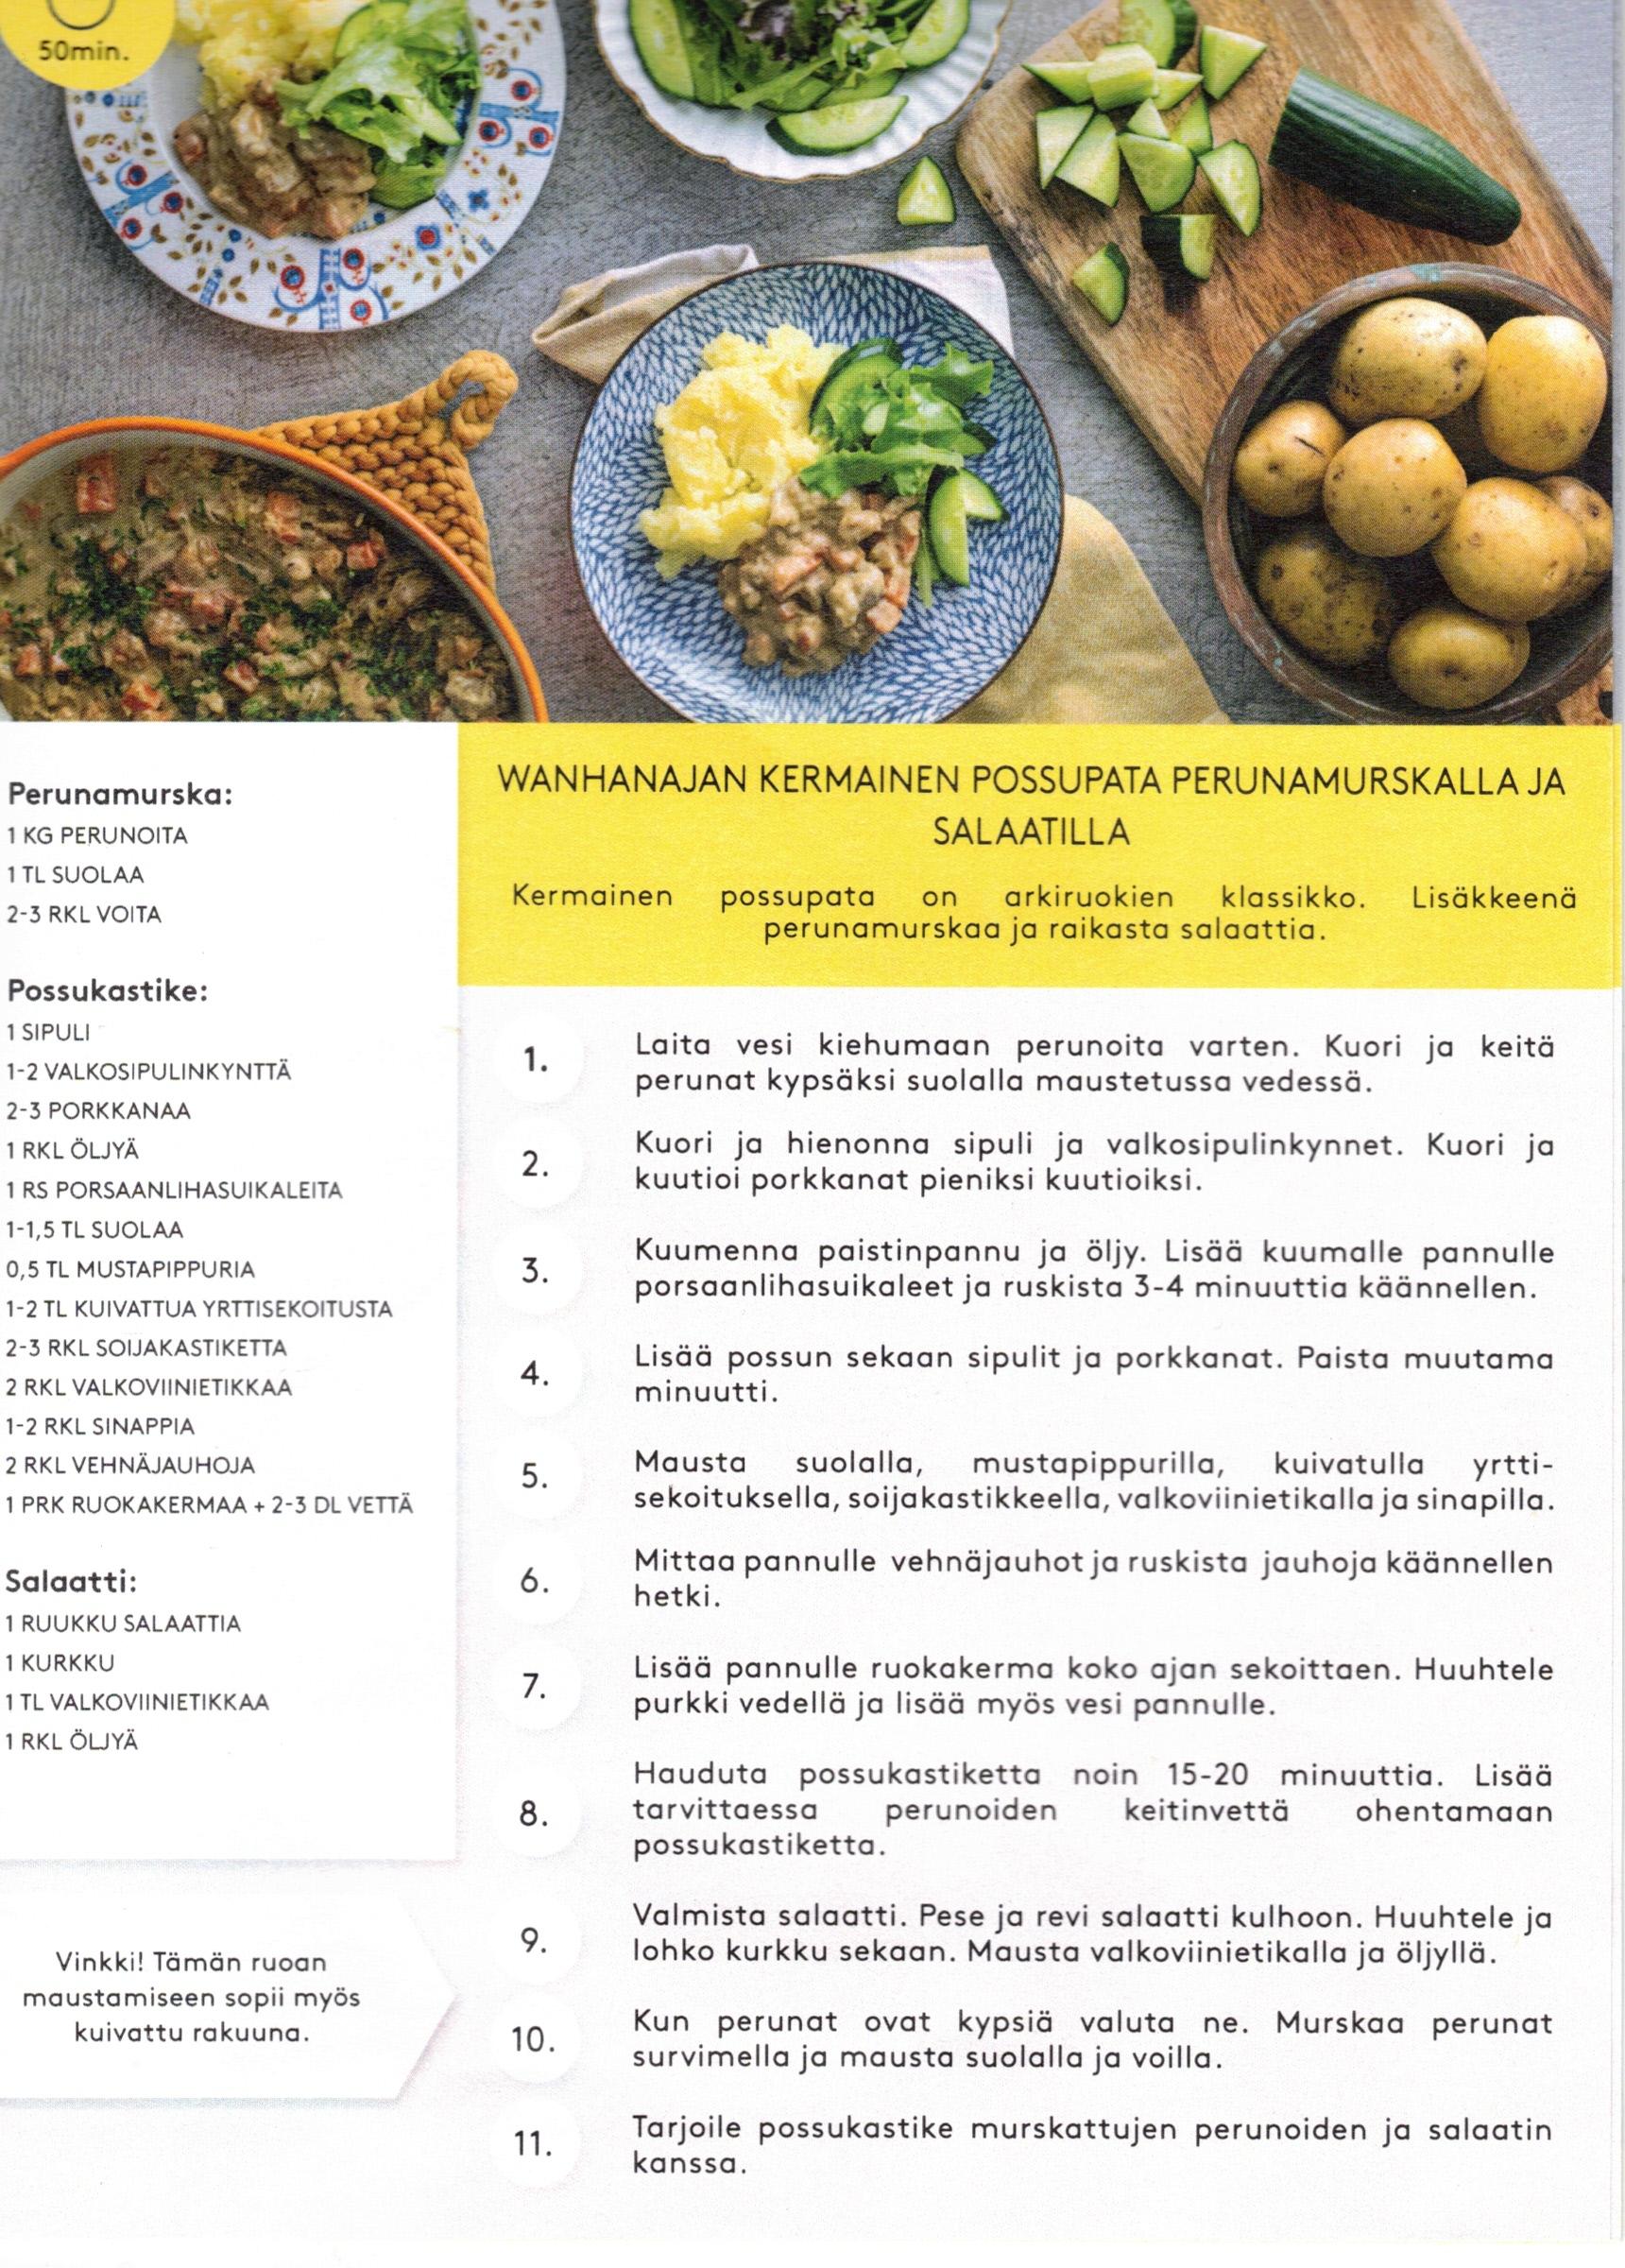 50min.
WANHANAJAN KERMAINEN POSSUPATA PERUNAMURSKALLA JA
SALAATILLA
Kermainen possupata on arkiruokien klassikko. Lisäkkeenä
perunamurskaa ja raikasta salaattia.
Perunamurska:
1 KG PERUNOITA
1 TL SUOLAA
2-3 RKL VOITA
Possukastike:
1 SIPULI
1-2 VALKOSIPULINKYNTTÄ
2-3 PORKKANAA
1 RKL ÖLJYÄ
1 RS PORSAANLIHASUIKALEITA
1-1,5 TL SUOLAA
0,5 TL MUSTAPIPPURIA
1-2 TL KUIVATTUA YRTTISEKOITUSTA
2-3 RKL SOIJAKASTIKETTA
2 RKL VALKOVIINIETIKKAA
1-2 RKL SINAPPIA
2 RKL VEHNÄJAUHOJA
1 PRK RUOKAKERMAA + 2-3 DL VETTÄ
Salaatti:
1 RUUKKU SALAATTIA
1 KURKKU
1 TL VALKOVIINIETIKKAA
1 RKL ÖLJYÄ
Vinkki! Tämän ruoan
maustamiseen sopii myös
kuivattu rakuuna.
1. Laita vesi kiehumaan perunoita varten. Kuori ja keitä
perunat kypsäksi suolalla maustetussa vedessä.
2. Kuori ja hienonna sipuli ja valkosipulinkynnet. Kuori ja
kuutioi porkkanat pieniksi kuutioiksi.
3. Kuumenna paistinpannu ja öljy. Lisää kuumalle pannulle
porsaanlihasuikaleet ja ruskista 3-4 minuuttia käännellen.
4. Lisää possun sekaan sipulit ja porkkanat. Paista muutama
minuutti.
5. Mausta suolalla, mustapippurilla, kuivatulla yrtti-
sekoituksella, soijakastikkeella, valkoviinietikalla ja sinapilla.
6. Mittaa pannulle vehnäjauhot ja ruskista jauhoja käännellen
hetki.
7. Lisää pannulle ruokakerma koko ajan sekoittaen. Huuhtele
purkki vedellä ja lisää myös vesi pannulle.
8. Hauduta possukastiketta noin 15-20 minuuttia. Lisää
tarvittaessa perunoiden keitinvettä ohentamaan
possukastiketta.
9. Valmista salaatti. Pese ja revi salaatti kulhoon. Huuhtele ja
lohko kurkku sekaan. Mausta valkoviinietikalla ja öljyllä.
10. Kun perunat ovat kypsiä valuta ne. Murskaa perunat
survimella ja mausta suolalla ja voilla.
11. Tarjoile possukastike murskattujen perunoiden ja salaatin
kanssa.